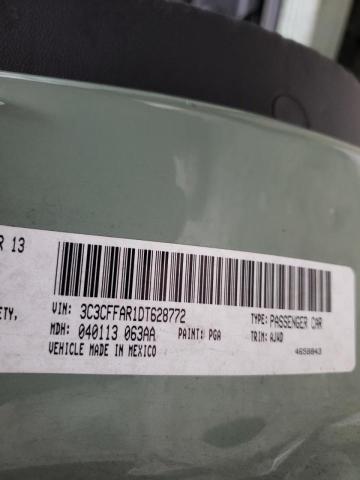 R 13
ETY,
VIN: 3C3CFFAR1DT628772 TYPE: PASSENGER CAR
MDH: 040113 063AA PAINT: PGA TRIM: AJXD
VEHICLE MADE IN MEXICO 4658843